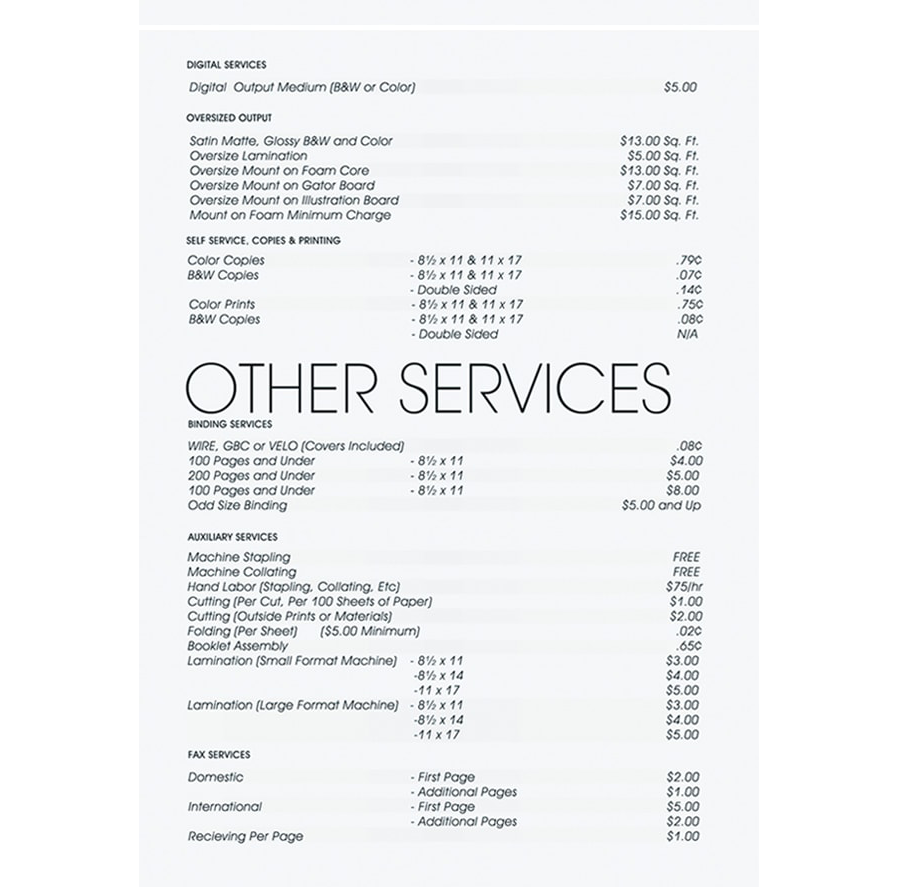 DIGITAL SERVICES
Digital Output Medium (B&W or Color) $5.00
OVERSIZED OUTPUT
Satin Matte, Glossy B&W and Color $13.00 Sq. Ft.
Oversize Lamination $5.00 Sq. Ft.
Oversize Mount on Foam Core $13.00 Sq. Ft.
Oversize Mount on Gator Board $7.00 Sq. Ft.
Oversize Mount on Illustration Board $7.00 Sq. Ft.
Mount on Foam Minimum Charge $15.00 Sq. Ft.
SELF SERVICE, COPIES & PRINTING
Color Copies - 8½ x 11 & 11 x 17 .79¢
B&W Copies - 8½ x 11 & 11 x 17 .07¢
- Double Sided .14¢
Color Prints - 8½ x 11 & 11 x 17 .75¢
B&W Copies - 8½ x 11 & 11 x 17 .08¢
- Double Sided N/A
OTHER SERVICES
BINDING SERVICES
WIRE, GBC or VELO (Covers Included) .08¢
100 Pages and Under - 8½ x 11 $4.00
200 Pages and Under - 8½ x 11 $5.00
100 Pages and Under - 8½ x 11 $8.00
Odd Size Binding $5.00 and Up
AUXILIARY SERVICES
Machine Stapling FREE
Machine Collating FREE
Hand Labor (Stapling, Collating, Etc) $75/hr
Cutting (Per Cut, Per 100 Sheets of Paper) $1.00
Cutting (Outside Prints or Materials) $2.00
Folding (Per Sheet) ($5.00 Minimum) .02¢
Booklet Assembly .65¢
Lamination (Small Format Machine) - 8½ x 11 $3.00
-8½ x 14 $4.00
-11 x 17 $5.00
Lamination (Large Format Machine) - 8½ x 11 $3.00
-8½ x 14 $4.00
-11 x 17 $5.00
FAX SERVICES
Domestic - First Page $2.00
- Additional Pages $1.00
International - First Page $5.00
- Additional Pages $2.00
Recieving Per Page $1.00